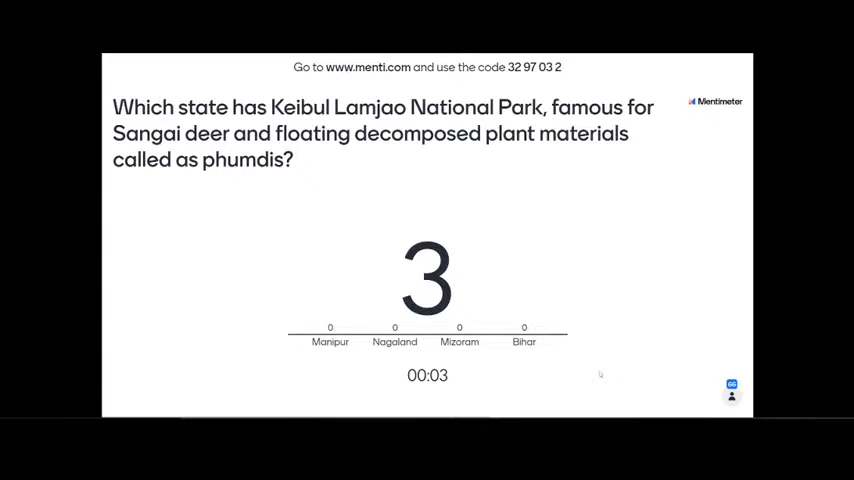 Go to www.menti.com and use the code 32 97 03 2
Which state has Keibul Lamjao National Park, famous for
Mentimeter
Sangai deer and floating decomposed plant materials
called as phumdis?
3
0 0 0 0
Manipur Nagaland Mizoram Bihar
00:03
66